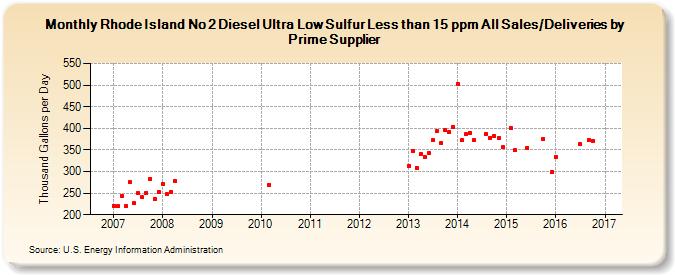 Monthly Rhode Island No 2 Diesel Ultra Low Sulfur Less than 15 ppm All Sales/Deliveries by
Prime Supplier
Thousand Gallons per Day
550
500
450
400
350
300
250
200
2007 2008 2009 2010 2011 2012 2013 2014 2015 2016 2017
Source: U.S. Energy Information Administration